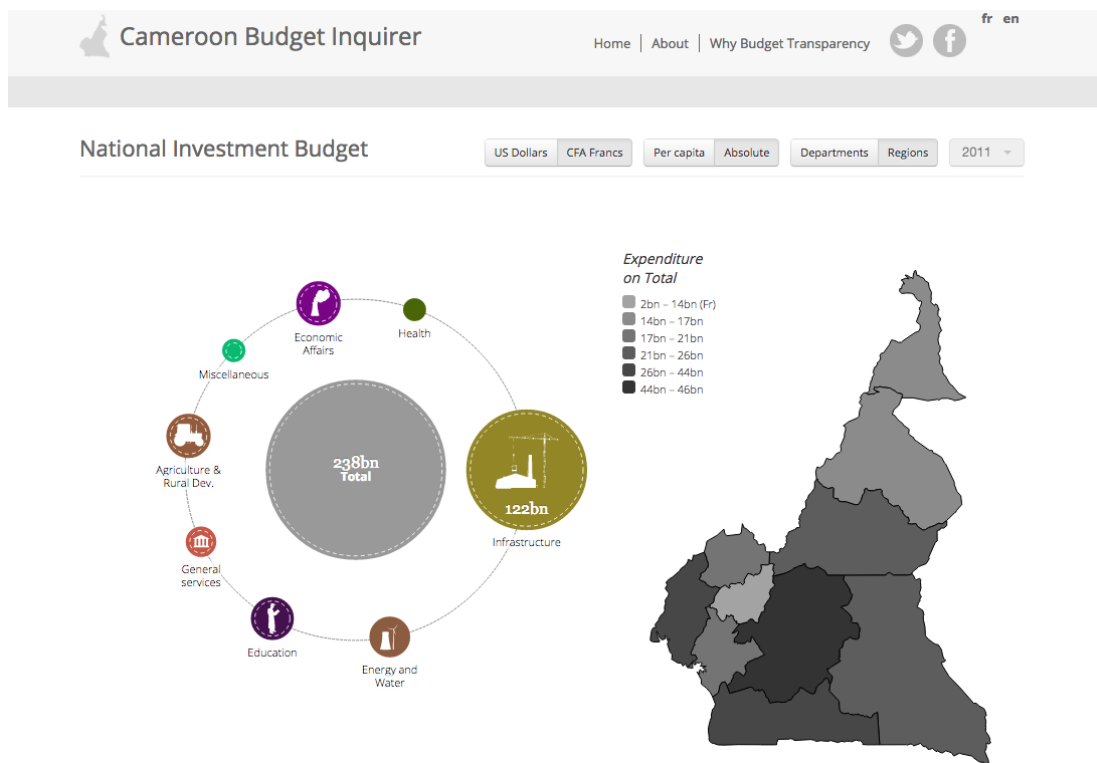 fr en
Cameroon Budget Inquirer
Home | About | Why Budget Transparency
National Investment Budget
US Dollars CFA Francs
Per capita Absolute
Departments Regions
2011
Expenditure
on Total
2bn – 14bn (Fr)
14bn – 17bn
17bn – 21bn
21bn – 26bn
26bn – 44bn
44bn – 46bn
Economic
Affairs
Health
Miscellaneous
Agriculture &
Rural Dev.
238bn
Total
122bn
Infrastructure
General
services
Education
Energy and
Water